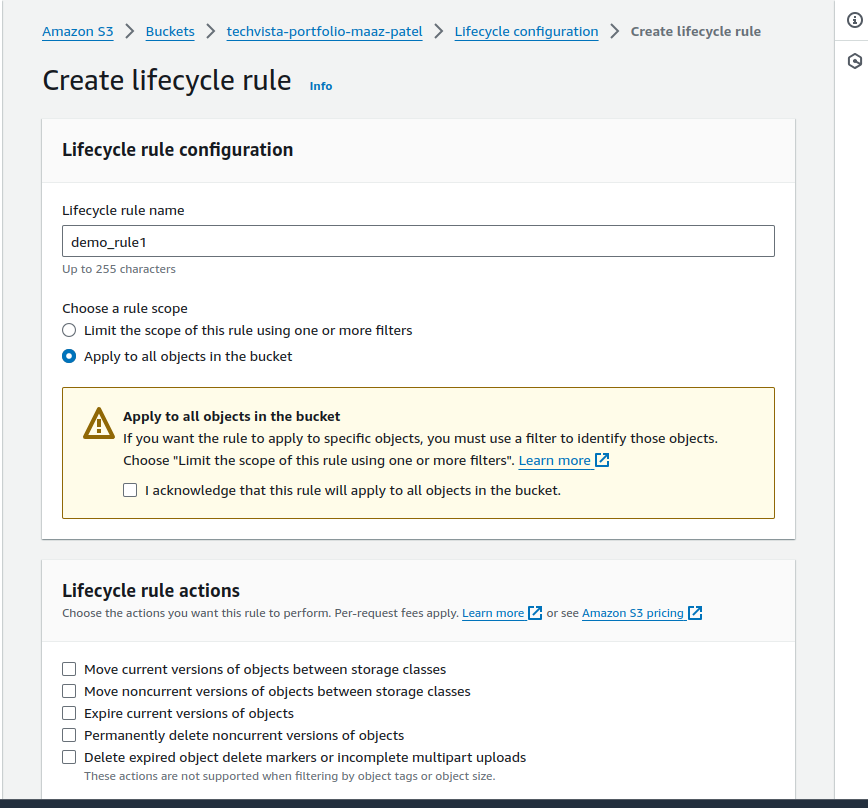 Amazon S3 > Buckets > techvista-portfolio-maaz-patel > Lifecycle configuration > Create lifecycle rule
Create lifecycle rule Info
Lifecycle rule configuration
Lifecycle rule name
demo_rule1
Up to 255 characters
Choose a rule scope
Limit the scope of this rule using one or more filters
Apply to all objects in the bucket
Apply to all objects in the bucket
If you want the rule to apply to specific objects, you must use a filter to identify those objects.
Choose "Limit the scope of this rule using one or more filters". Learn more
I acknowledge that this rule will apply to all objects in the bucket.
Lifecycle rule actions
Choose the actions you want this rule to perform. Per-request fees apply. Learn more or see Amazon S3 pricing
Move current versions of objects between storage classes
Move noncurrent versions of objects between storage classes
Expire current versions of objects
Permanently delete noncurrent versions of objects
Delete expired object delete markers or incomplete multipart uploads
These actions are not supported when filtering by object tags or object size.